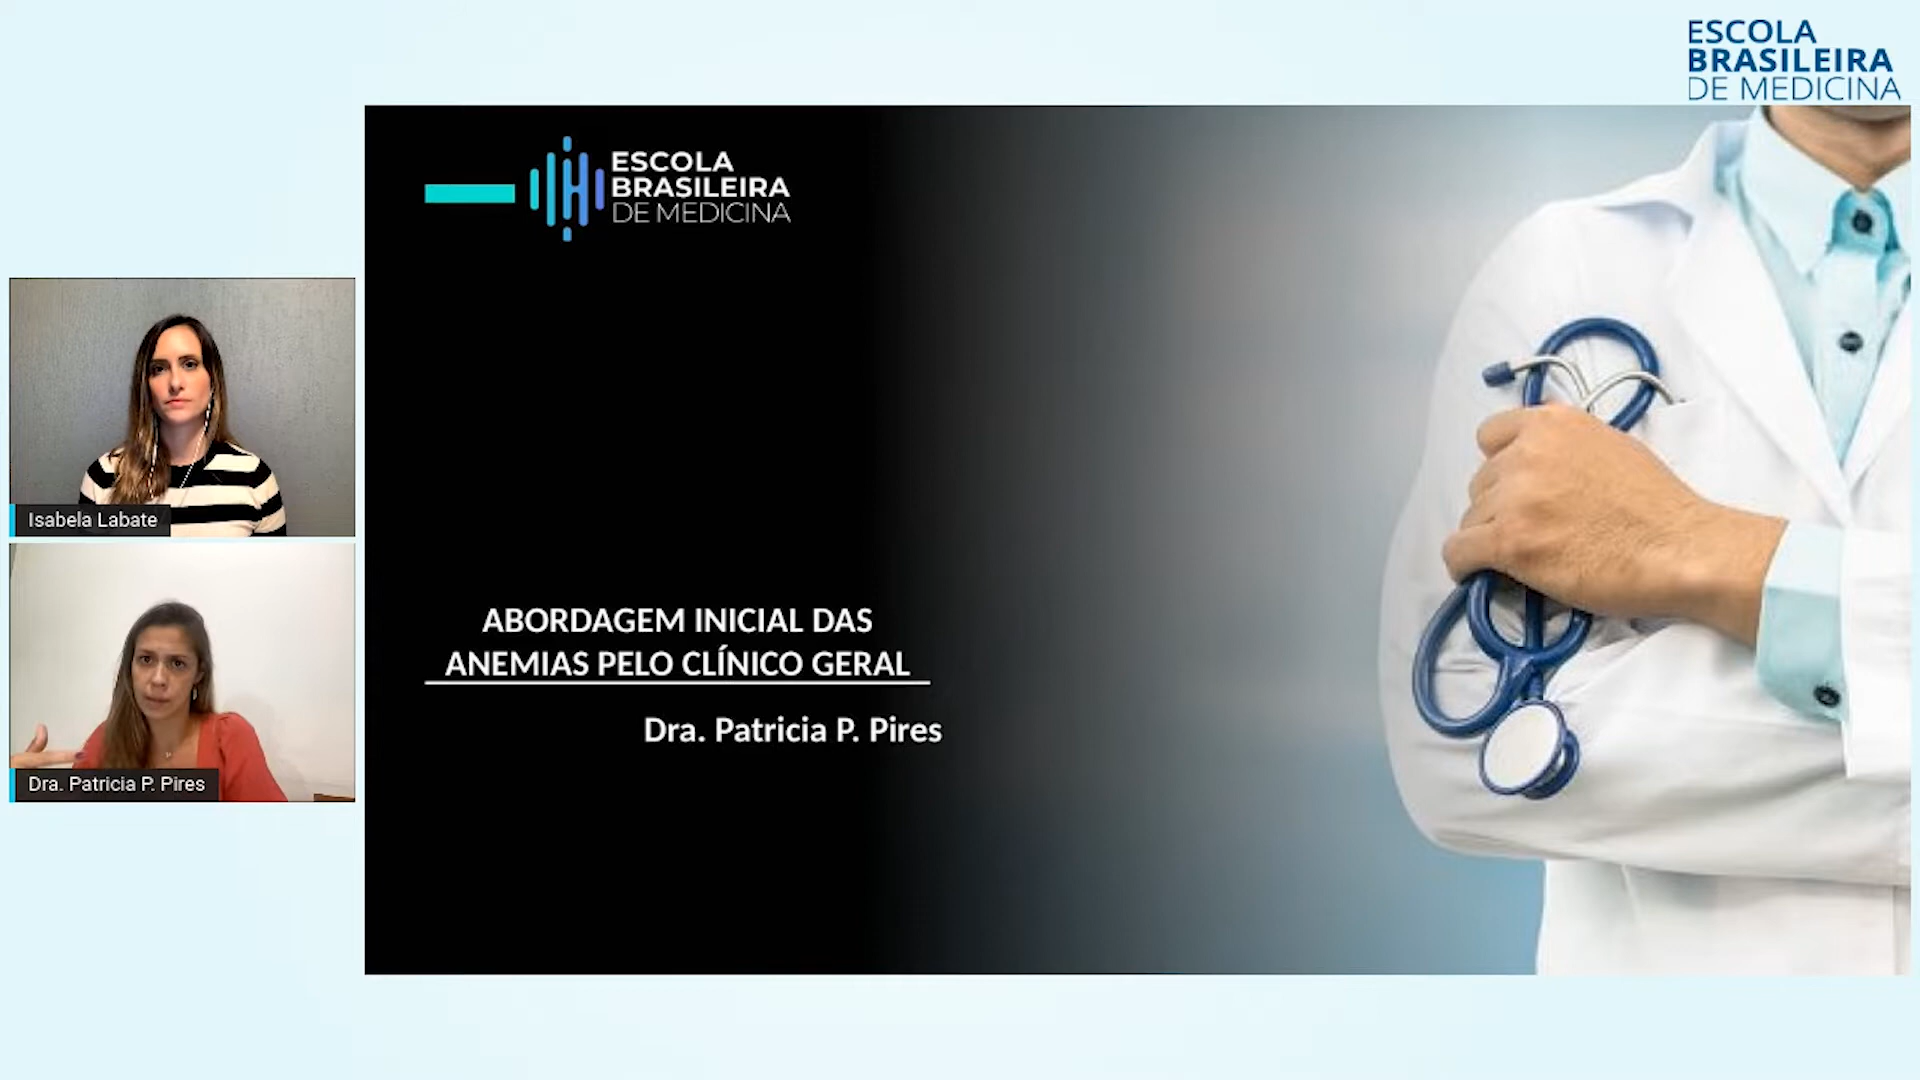 ESCOLA
BRASILEIRA
DE MEDICINA
ESCOLA
BRASILEIRA
DE MEDICINA
Isabela Labate
Dra. Patricia P. Pires
ABORDAGEM INICIAL DAS
ANEMIAS PELO CLÍNICO GERAL
Dra. Patricia P. Pires